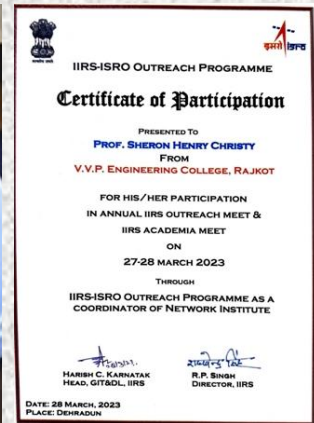 इसरो isro
IIRS-ISRO OUTREACH PROGRAMME
Certificate of Participation
PRESENTED TO
PROF. SHERON HENRY CHRISTY
FROM
V.V.P. ENGINEERING COLLEGE, RAJKOT
FOR HIS/HER PARTICIPATION
IN ANNUAL IIRS OUTREACH MEET &
IIRS ACADEMIA MEET
ON
27-28 MARCH 2023
THROUGH
IIRS-ISRO OUTREACH PROGRAMME AS A
COORDINATOR OF NETWORK INSTITUTE
HARISH C. KARNATAK
HEAD, GIT&DL, IIRS
R.P. SINGH
DIRECTOR, IIRS
DATE: 28 MARCH, 2023
PLACE: DEHRADUN